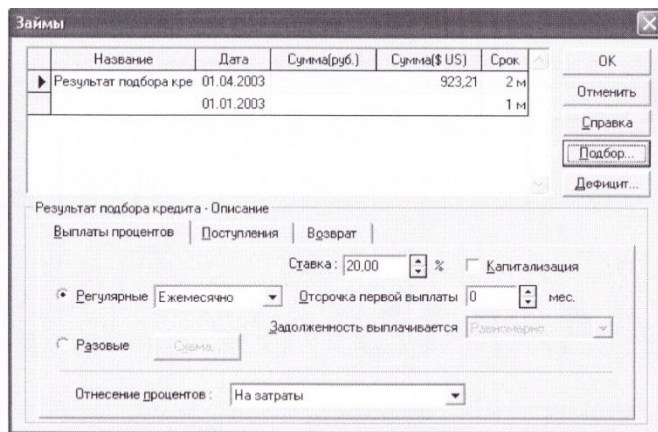 Займы
Название Дата Сумма(руб.) Сумма($ US) Срок
Результат подбора кре 01.04.2003 923,21 2 м
01.01.2003 1 м
OK
Отменить
Справка
Подбор...
Дефицит...
Результат подбора кредита - Описание
Выплаты процентов Поступления Возврат
Ставка: 20,00 % Капитализация
Регулярные Ежемесячно Отсрочка первой выплаты 0 мес.
Задолженность выплачивается Равномерно
Разовые Схема...
Отнесение процентов: На затраты